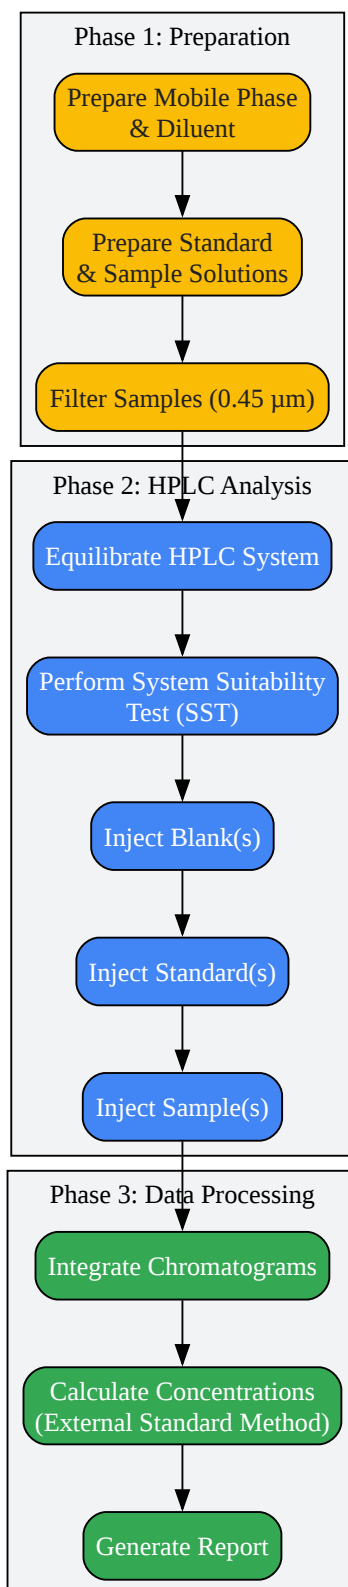 Phase 1: Preparation
Prepare Mobile Phase
& Diluent
Prepare Standard
& Sample Solutions
Filter Samples (0.45 µm)
Phase 2: HPLC Analysis
Equilibrate HPLC System
Perform System Suitability
Test (SST)
Inject Blank(s)
Inject Standard(s)
Inject Sample(s)
Phase 3: Data Processing
Integrate Chromatograms
Calculate Concentrations
(External Standard Method)
Generate Report